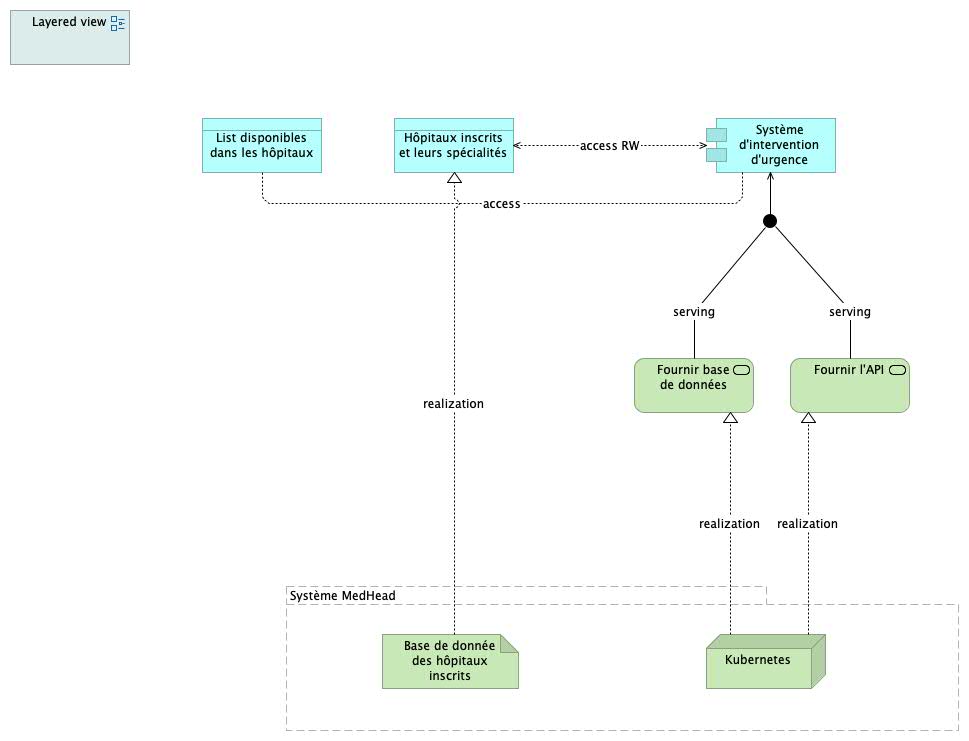 Layered view
List disponibles
dans les hôpitaux
Hôpitaux inscrits
et leurs spécialités
access RW
Système
d'intervention
d'urgence
access
serving
serving
Fournir base
de données
Fournir l'API
realization
realization
realization
Système MedHead
Base de donnée
des hôpitaux
inscrits
Kubernetes